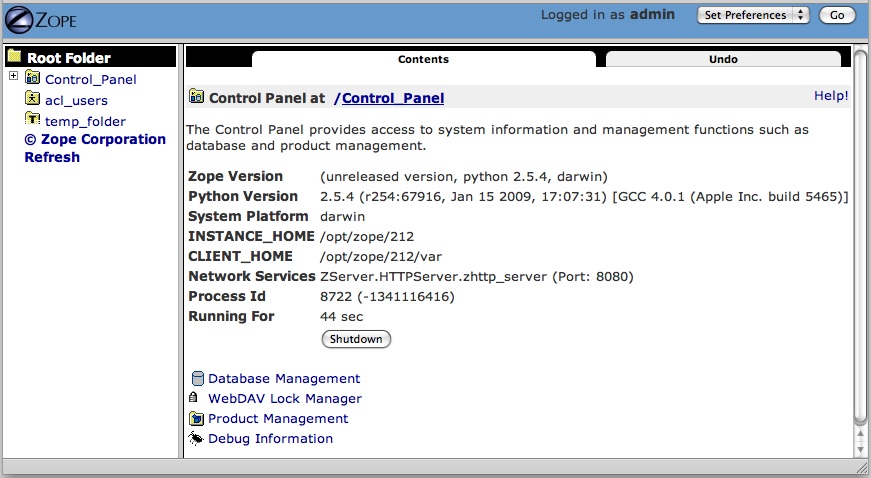 ZOPE
Logged in as admin
Set Preferences
Go
Root Folder
Control_Panel
acl_users
temp_folder
© Zope Corporation
Refresh
Contents
Undo
Control Panel at /Control_Panel
Help!
The Control Panel provides access to system information and management functions such as
database and product management.
Zope Version (unreleased version, python 2.5.4, darwin)
Python Version 2.5.4 (r254:67916, Jan 15 2009, 17:07:31) [GCC 4.0.1 (Apple Inc. build 5465)]
System Platform darwin
INSTANCE_HOME /opt/zope/212
CLIENT_HOME /opt/zope/212/var
Network Services ZServer.HTTPServer.zhttp_server (Port: 8080)
Process Id 8722 (-1341116416)
Running For 44 sec
Shutdown
Database Management
WebDAV Lock Manager
Product Management
Debug Information